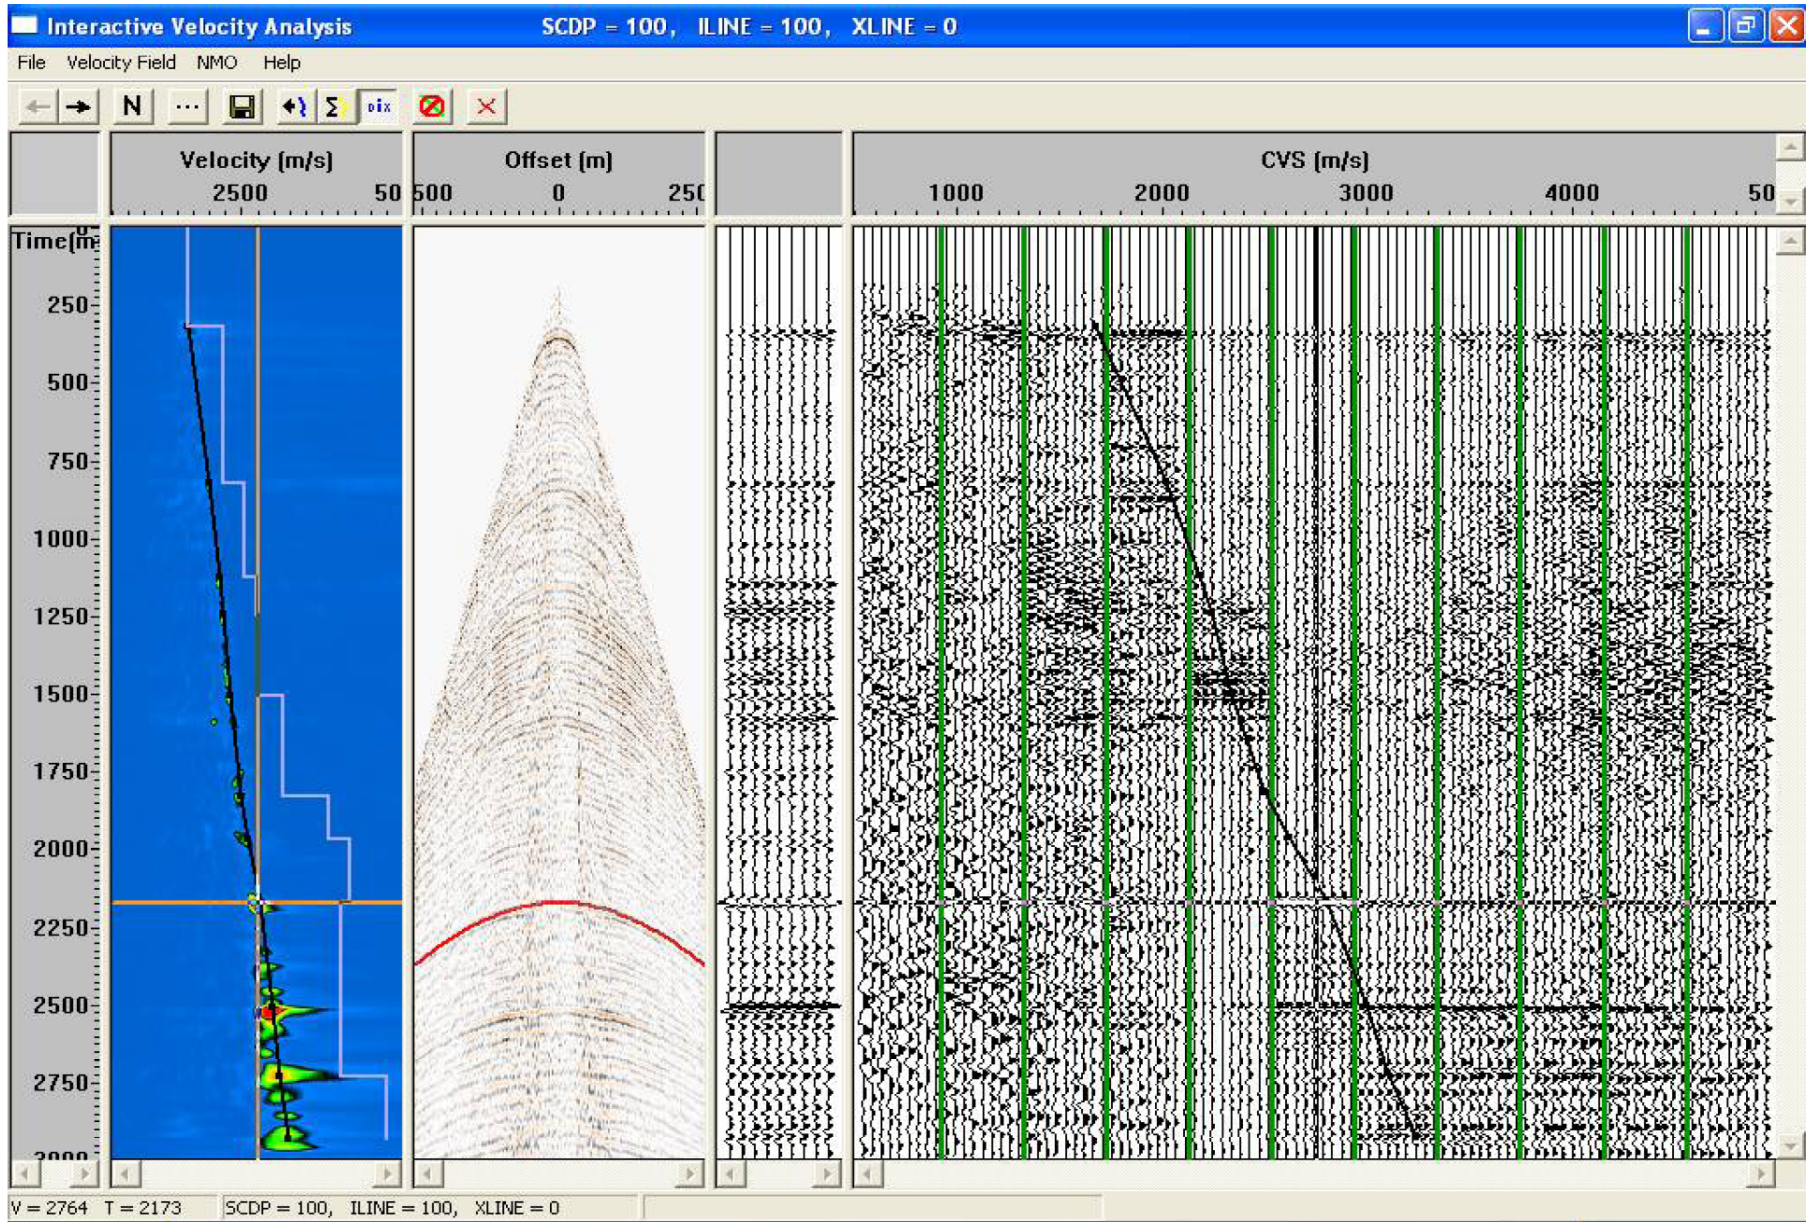 Interactive Velocity Analysis SCDP = 100, ILINE = 100, XLINE = 0
File Velocity Field NMO Help
N ... Σ Dix
Velocity (m/s) Offset (m) CVS (m/s)
2500 50 500 0 250 1000 2000 3000 4000 50
Time(m
250
500
750
1000
1250
1500
1750
2000
2250
2500
2750
V = 2764 T = 2173 SCDP = 100, ILINE = 100, XLINE = 0